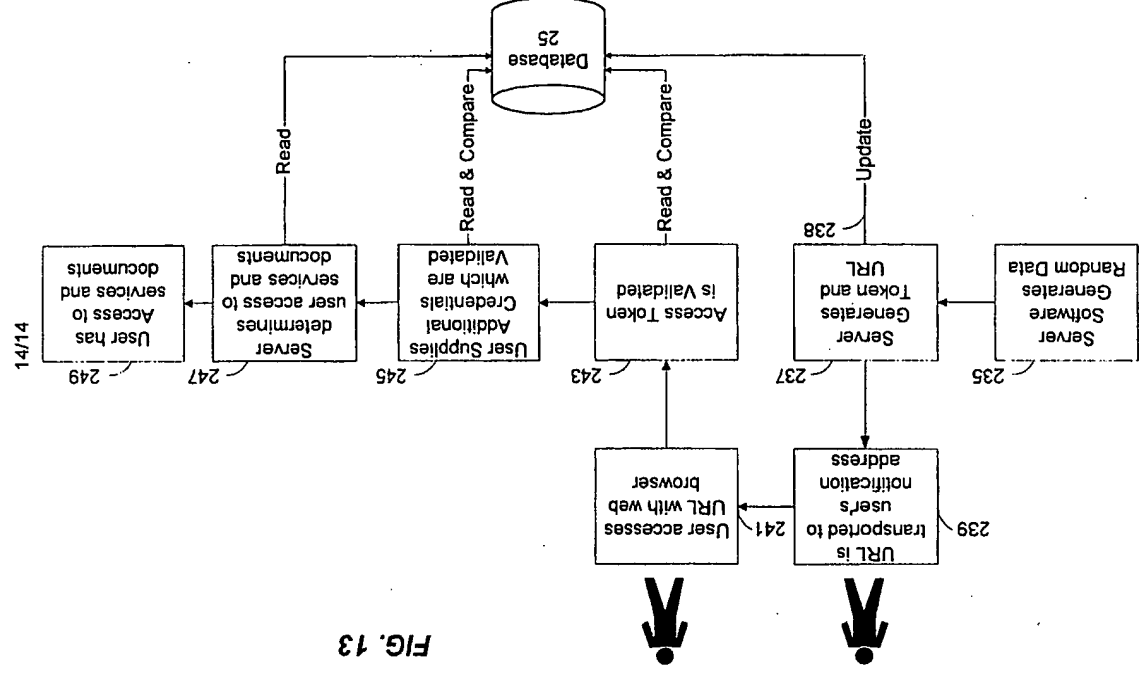 14/14
FIG. 13
URL is
transported to
user's
notification
address
239
User accesses
URL with web
browser
241
Server
Software
Generates
Random Data
235
Server
Generates
Token and
URL
237
238
Access Token
is Validated
243
User Supplies
Additional
Credentials
which are
Validated
245
Server
determines
user access to
services and
documents
247
User has
Access to
services and
documents
249
Update
Read & Compare
Read & Compare
Read
Database
25